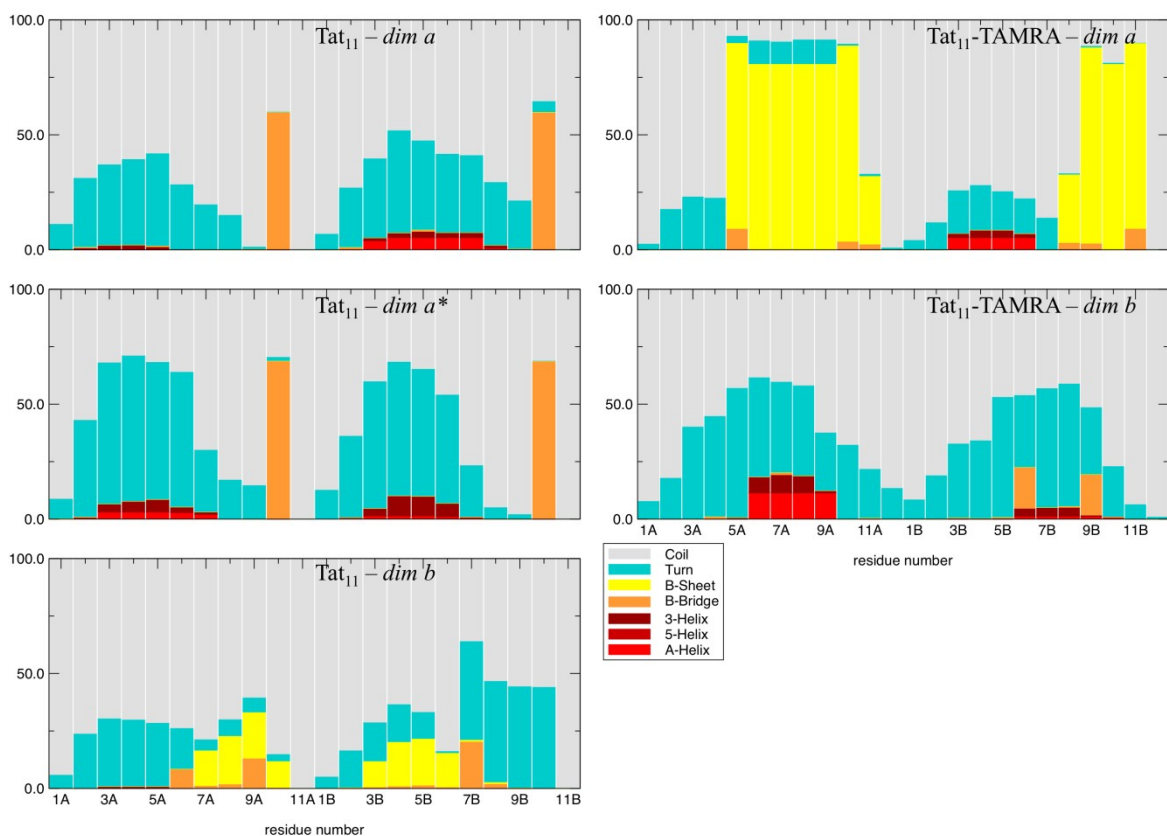 Tat11 – dim a
100.0
50.0
0.0
Tat11-TAMRA – dim a
100.0
50.0
0.0
Tat11 – dim a*
100.0
50.0
0.0
Tat11-TAMRA – dim b
100.0
50.0
0.0
1A 3A 5A 7A 9A 11A 1B 3B 5B 7B 9B 11B
residue number
Coil
Turn
B-Sheet
B-Bridge
3-Helix
5-Helix
A-Helix
Tat11 – dim b
100.0
50.0
0.0
1A 3A 5A 7A 9A 11A 1B 3B 5B 7B 9B 11B
residue number